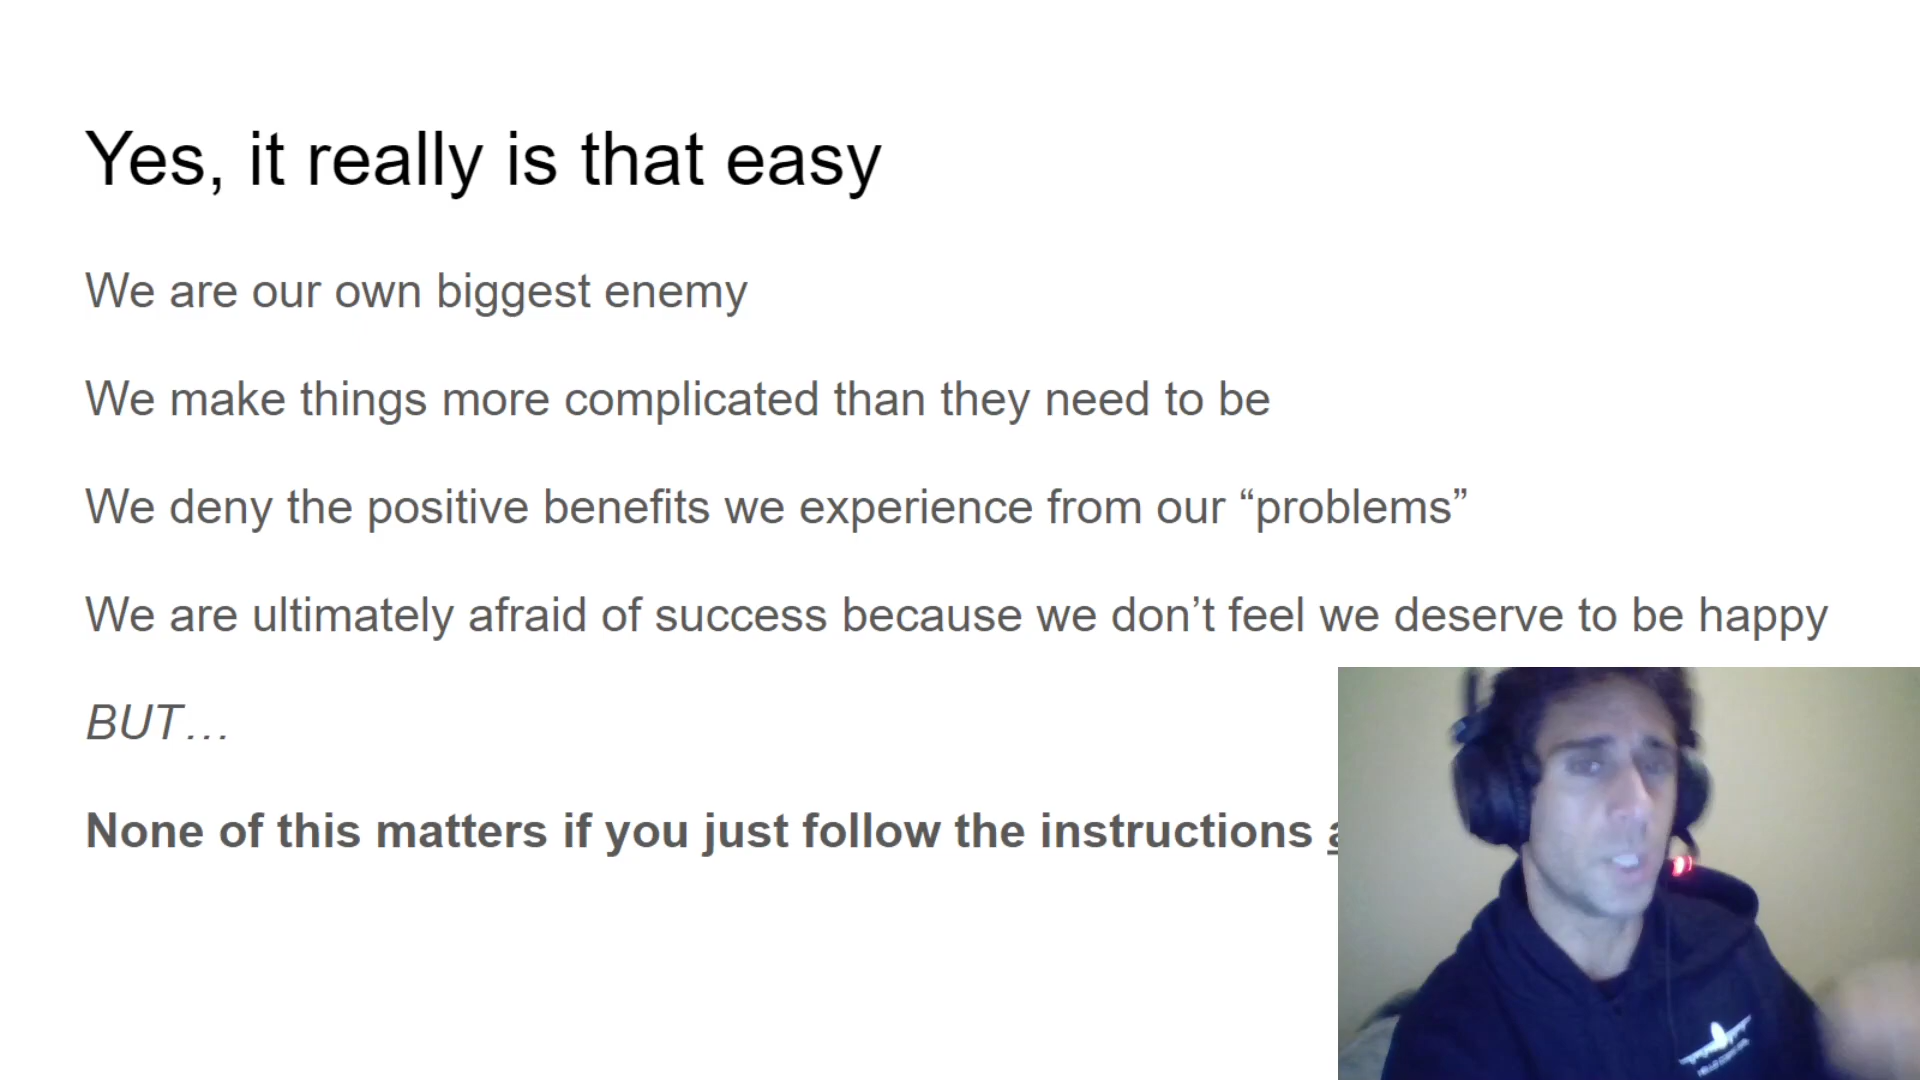 Yes, it really is that easy
We are our own biggest enemy
We make things more complicated than they need to be
We deny the positive benefits we experience from our “problems”
We are ultimately afraid of success because we don’t feel we deserve to be happy
BUT…
None of this matters if you just follow the instructions